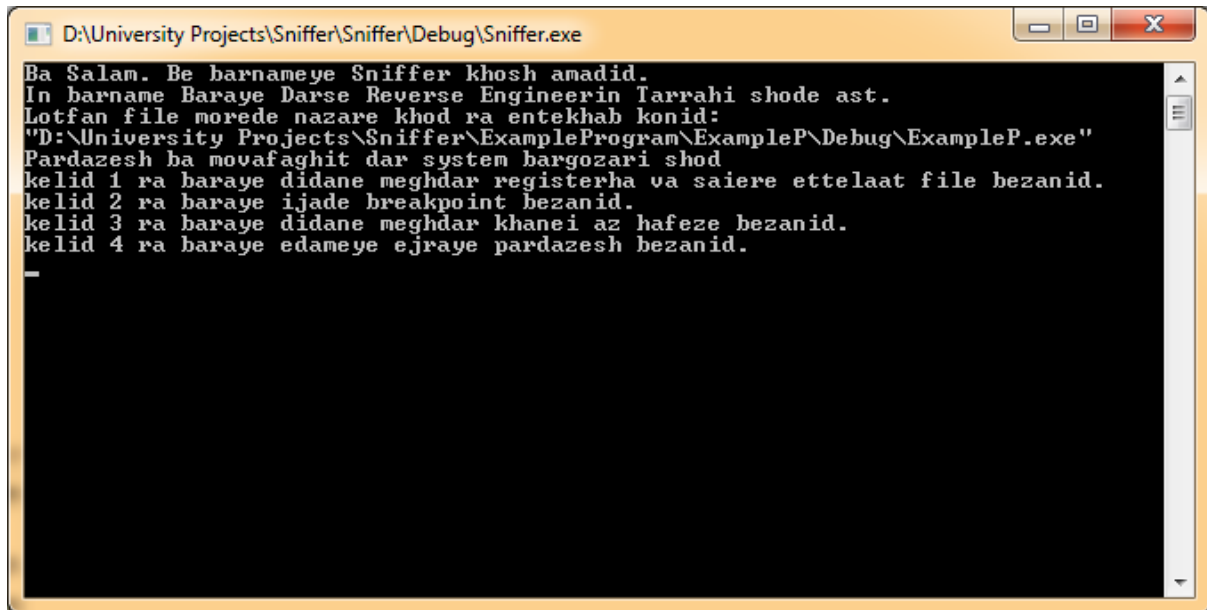 D:\University Projects\Sniffer\Sniffer\Debug\Sniffer.exe
Ba Salam. Be barnameye Sniffer khosh amadid.
In barname Baraye Darse Reverse Engineerin Tarrahi shode ast.
Lotfan file morede nazare khod ra entekhab konid:
"D:\University Projects\Sniffer\ExampleProgram\ExampleP\Debug\ExampleP.exe"
Pardazesh ba movafaghit dar system bargozari shod
kelid 1 ra baraye didane meghdar registerha va saiere ettelaat file bezanid.
kelid 2 ra baraye ijade breakpoint bezanid.
kelid 3 ra baraye didane meghdar khanei az hafeze bezanid.
kelid 4 ra baraye edameye ejraye pardazesh bezanid.